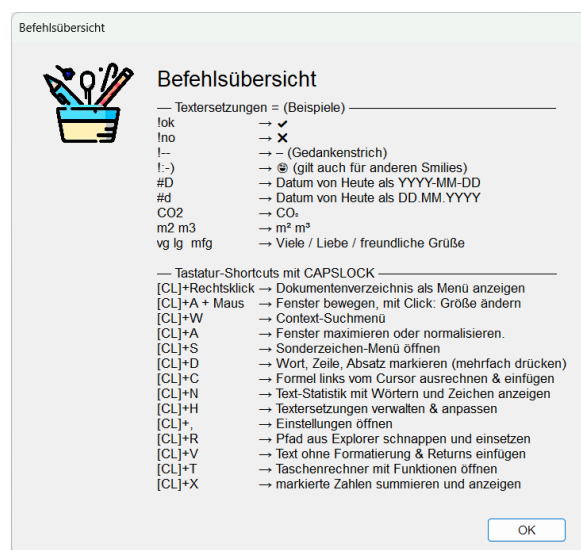 Befehlsübersicht
Befehlsübersicht
— Textersetzungen = (Beispiele) —
!ok → ✔
!no → ✕
!-- → – (Gedankenstrich)
!:-) → 😀 (gilt auch für anderen Smilies)
#D → Datum von Heute als YYYY-MM-DD
#d → Datum von Heute als DD.MM.YYYY
CO2 → CO₂
m2 m3 → m² m³
vg lg mfg → Viele / Liebe / freundliche Grüße
— Tastatur-Shortcuts mit CAPSLOCK —
[CL]+Rechtsklick → Dokumentenverzeichnis als Menü anzeigen
[CL]+A + Maus → Fenster bewegen, mit Click: Größe ändern
[CL]+W → Context-Suchmenü
[CL]+A → Fenster maximieren oder normalisieren.
[CL]+S → Sonderzeichen-Menü öffnen
[CL]+D → Wort, Zeile, Absatz markieren (mehrfach drücken)
[CL]+C → Formel links vom Cursor ausrechnen & einfügen
[CL]+N → Text-Statistik mit Wörtern und Zeichen anzeigen
[CL]+H → Textersetzungen verwalten & anpassen
[CL]+, → Einstellungen öffnen
[CL]+R → Pfad aus Explorer schnappen und einsetzen
[CL]+V → Text ohne Formatierung & Returns einfügen
[CL]+T → Taschenrechner mit Funktionen öffnen
[CL]+X → markierte Zahlen summieren und anzeigen
OK